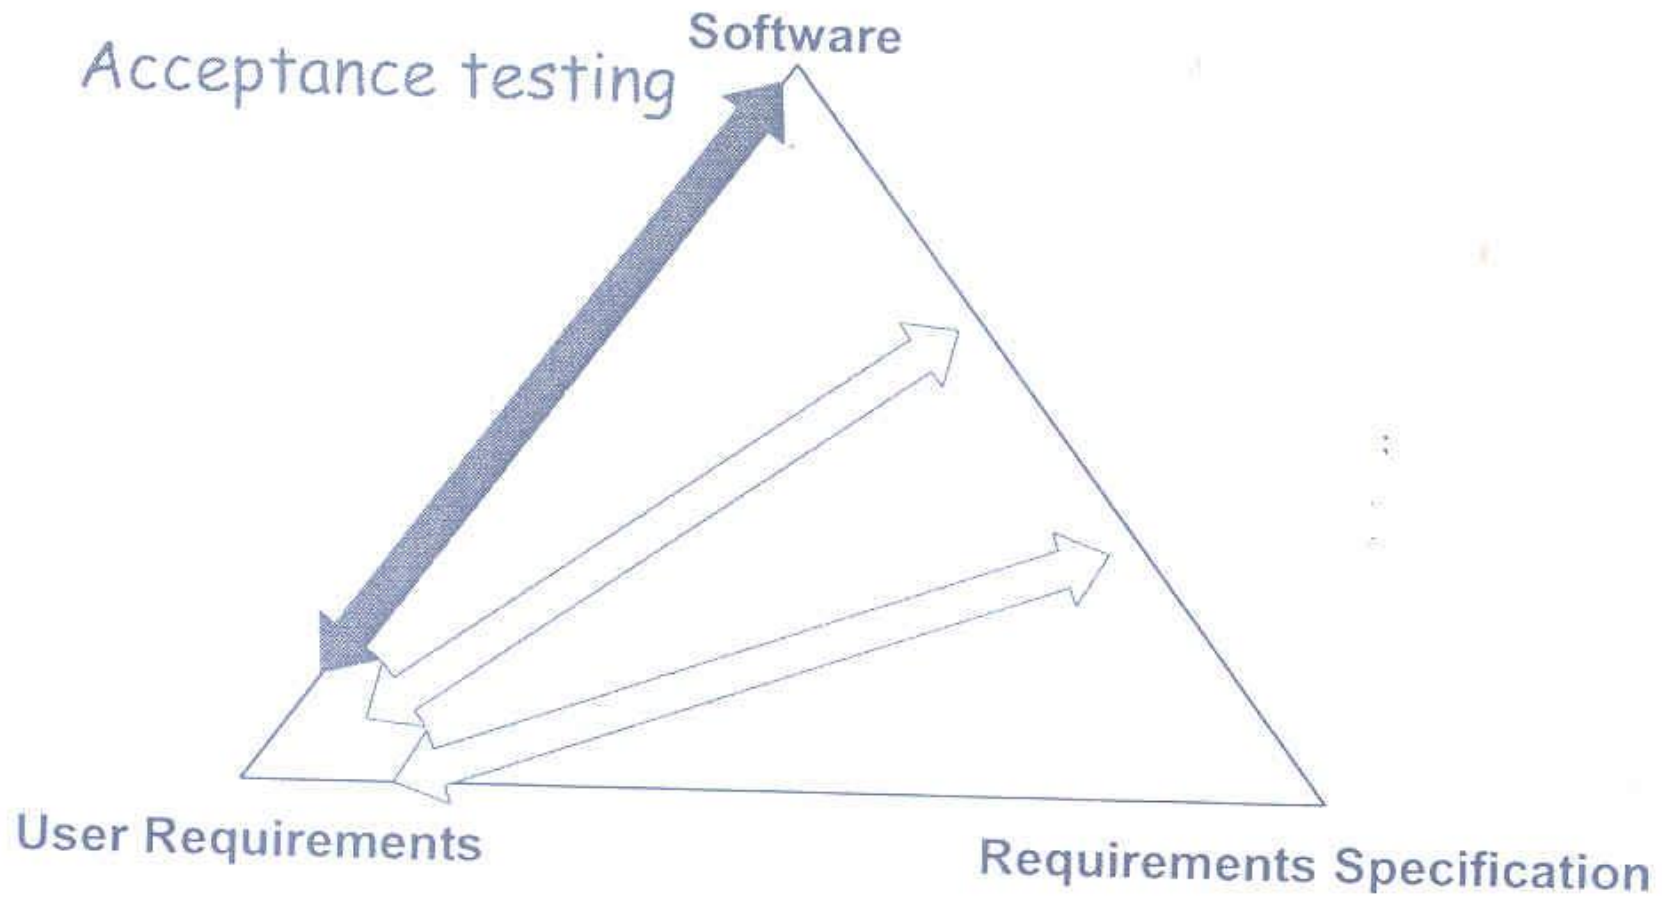 Software
Acceptance testing
User Requirements
Requirements Specification